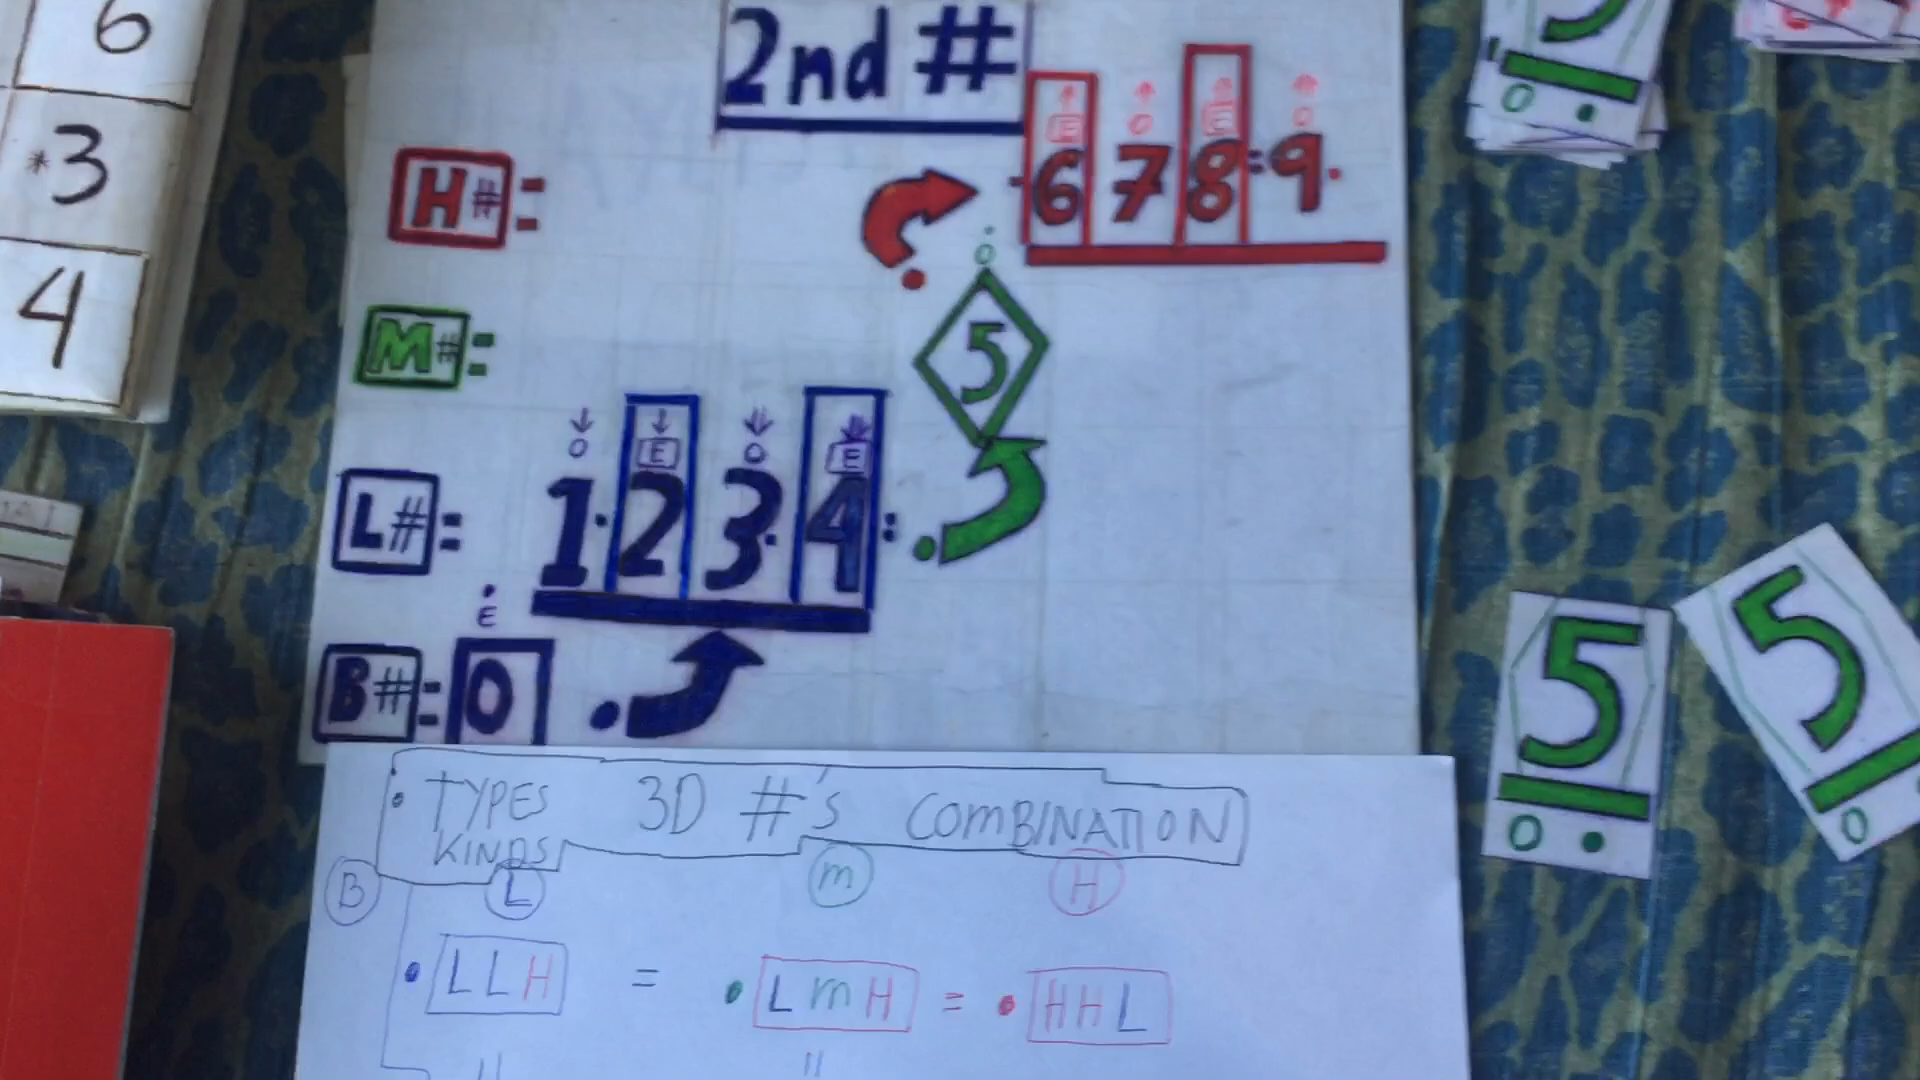 6
*3
4
2nd #
H#:
E O E O
6 7 8:9.
M#:
O
5
O E O E
L#: 1.2 3.4:
E
B#:0
TYPES 3D #'S COMBINATION
KINDS
B L m H
LLH = LmH = HHL
" "
O
5
O
5
O